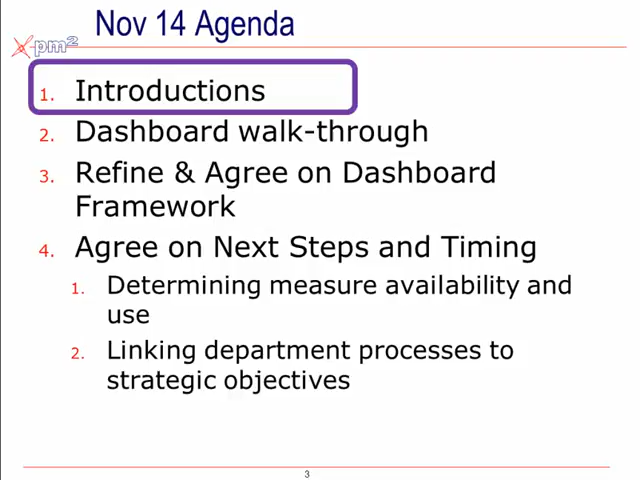 Nov 14 Agenda
pm2
1. Introductions
2. Dashboard walk-through
3. Refine & Agree on Dashboard
Framework
4. Agree on Next Steps and Timing
1. Determining measure availability and
use
2. Linking department processes to
strategic objectives
3